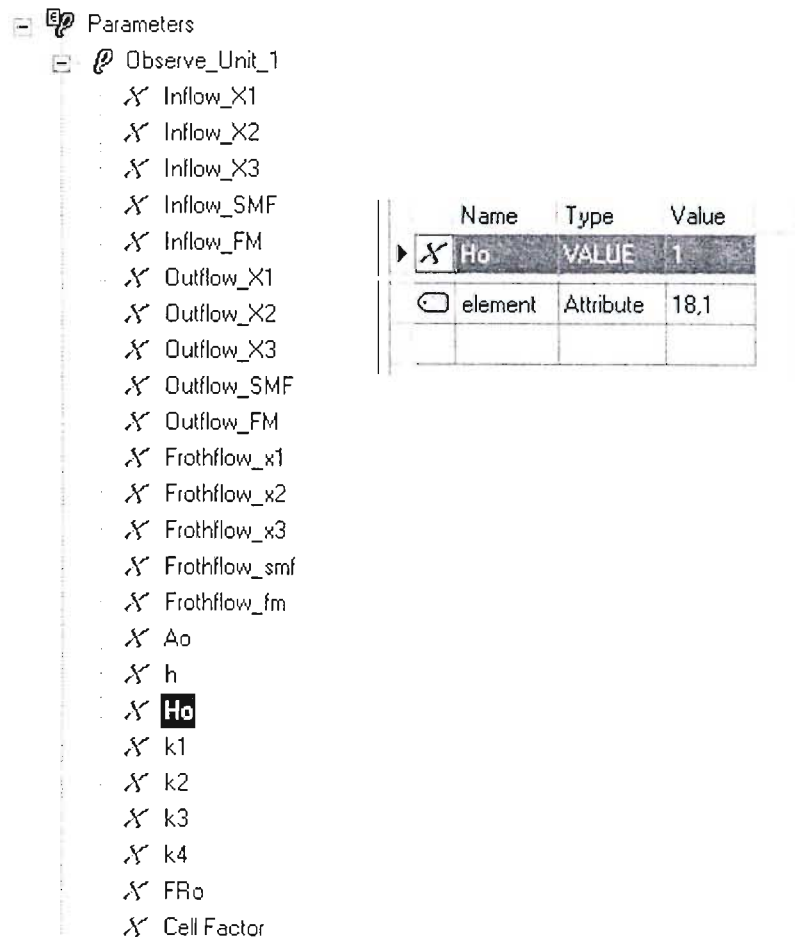 Parameters
Observe_Unit_1
Inflow_X1
Inflow_X2
Inflow_X3
Inflow_SMF
Inflow_FM
Outflow_X1
Outflow_X2
Outflow_X3
Outflow_SMF
Outflow_FM
Frothflow_x1
Frothflow_x2
Frothflow_x3
Frothflow_smf
Frothflow_fm
Ao
h
Ho
k1
k2
k3
k4
FRo
Cell Factor
Name Type Value
X Ho VALUE 1
element Attribute 18,1